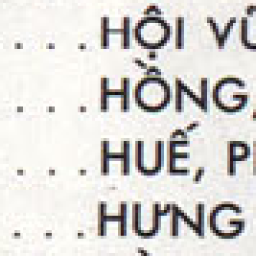 . . . HỘI VŨ
. . . HỒNG,
. . . HUẾ, P
. . . HƯNG